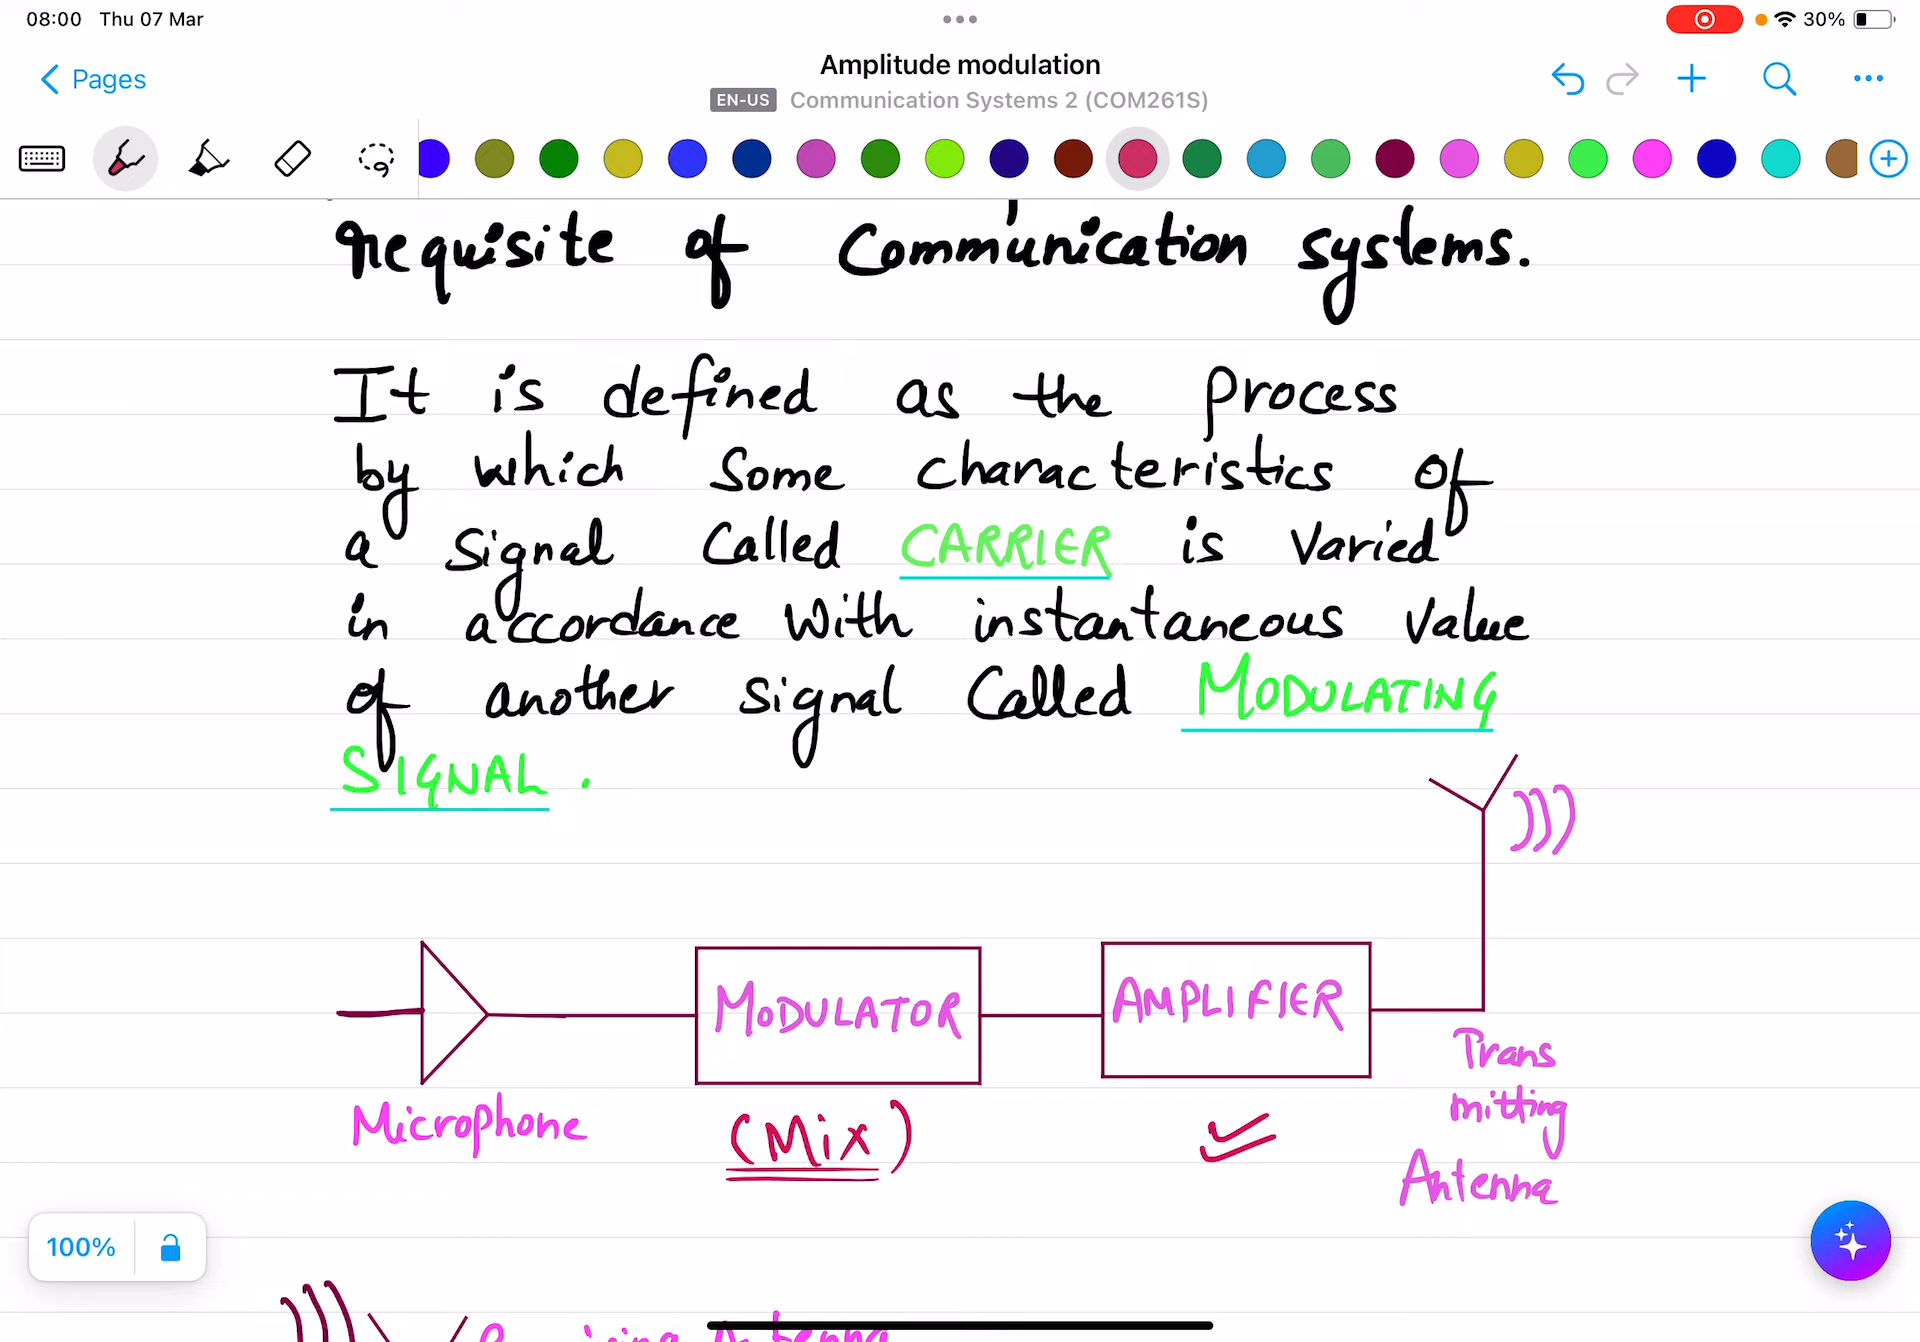 08:00 Thu 07 Mar
30%
Pages
Amplitude modulation
EN-US Communication Systems 2 (COM261S)
requisite of Communication systems.
It is defined as the process
by which some characteristics of
a signal called CARRIER is varied
in accordance with instantaneous value
of another signal called MODULATING
SIGNAL.
MODULATOR
AMPLIFIER
Microphone
(Mix)
Trans
mitting
Antenna
100%